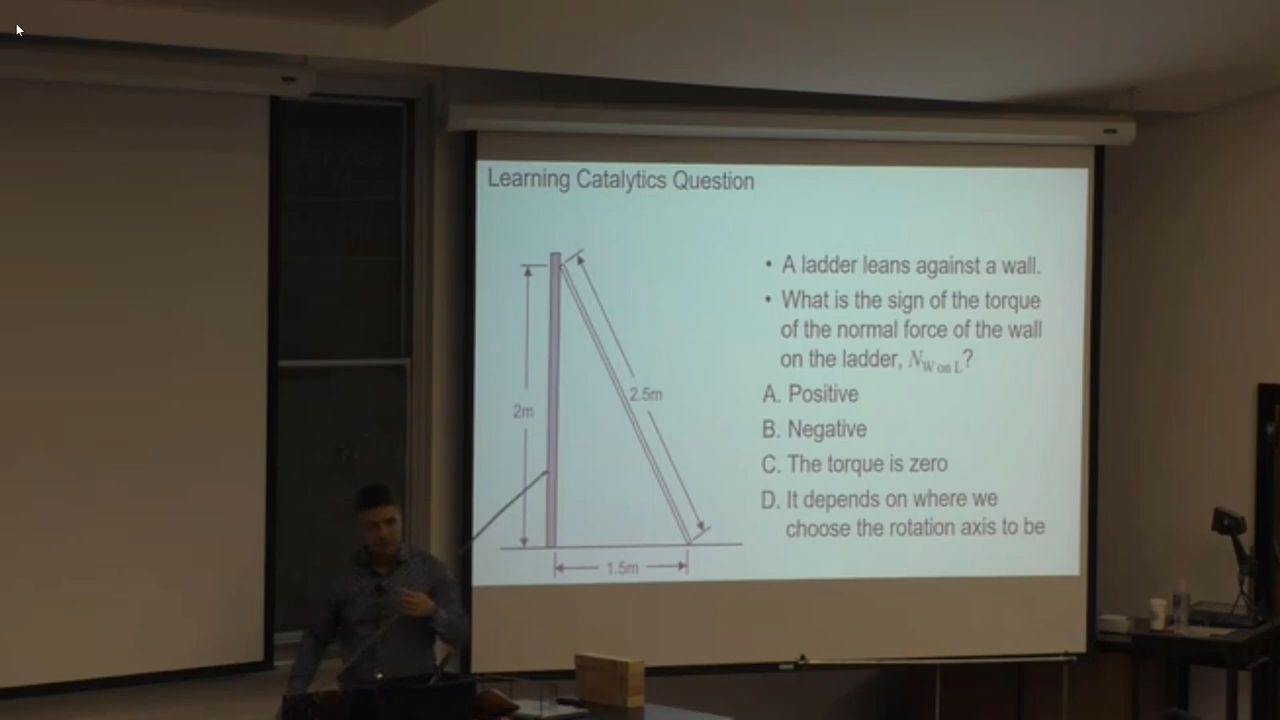 Learning Catalytics Question
2m
2.5m
1.5m
• A ladder leans against a wall.
• What is the sign of the torque
of the normal force of the wall
on the ladder, N_W on L?
A. Positive
B. Negative
C. The torque is zero
D. It depends on where we
choose the rotation axis to be